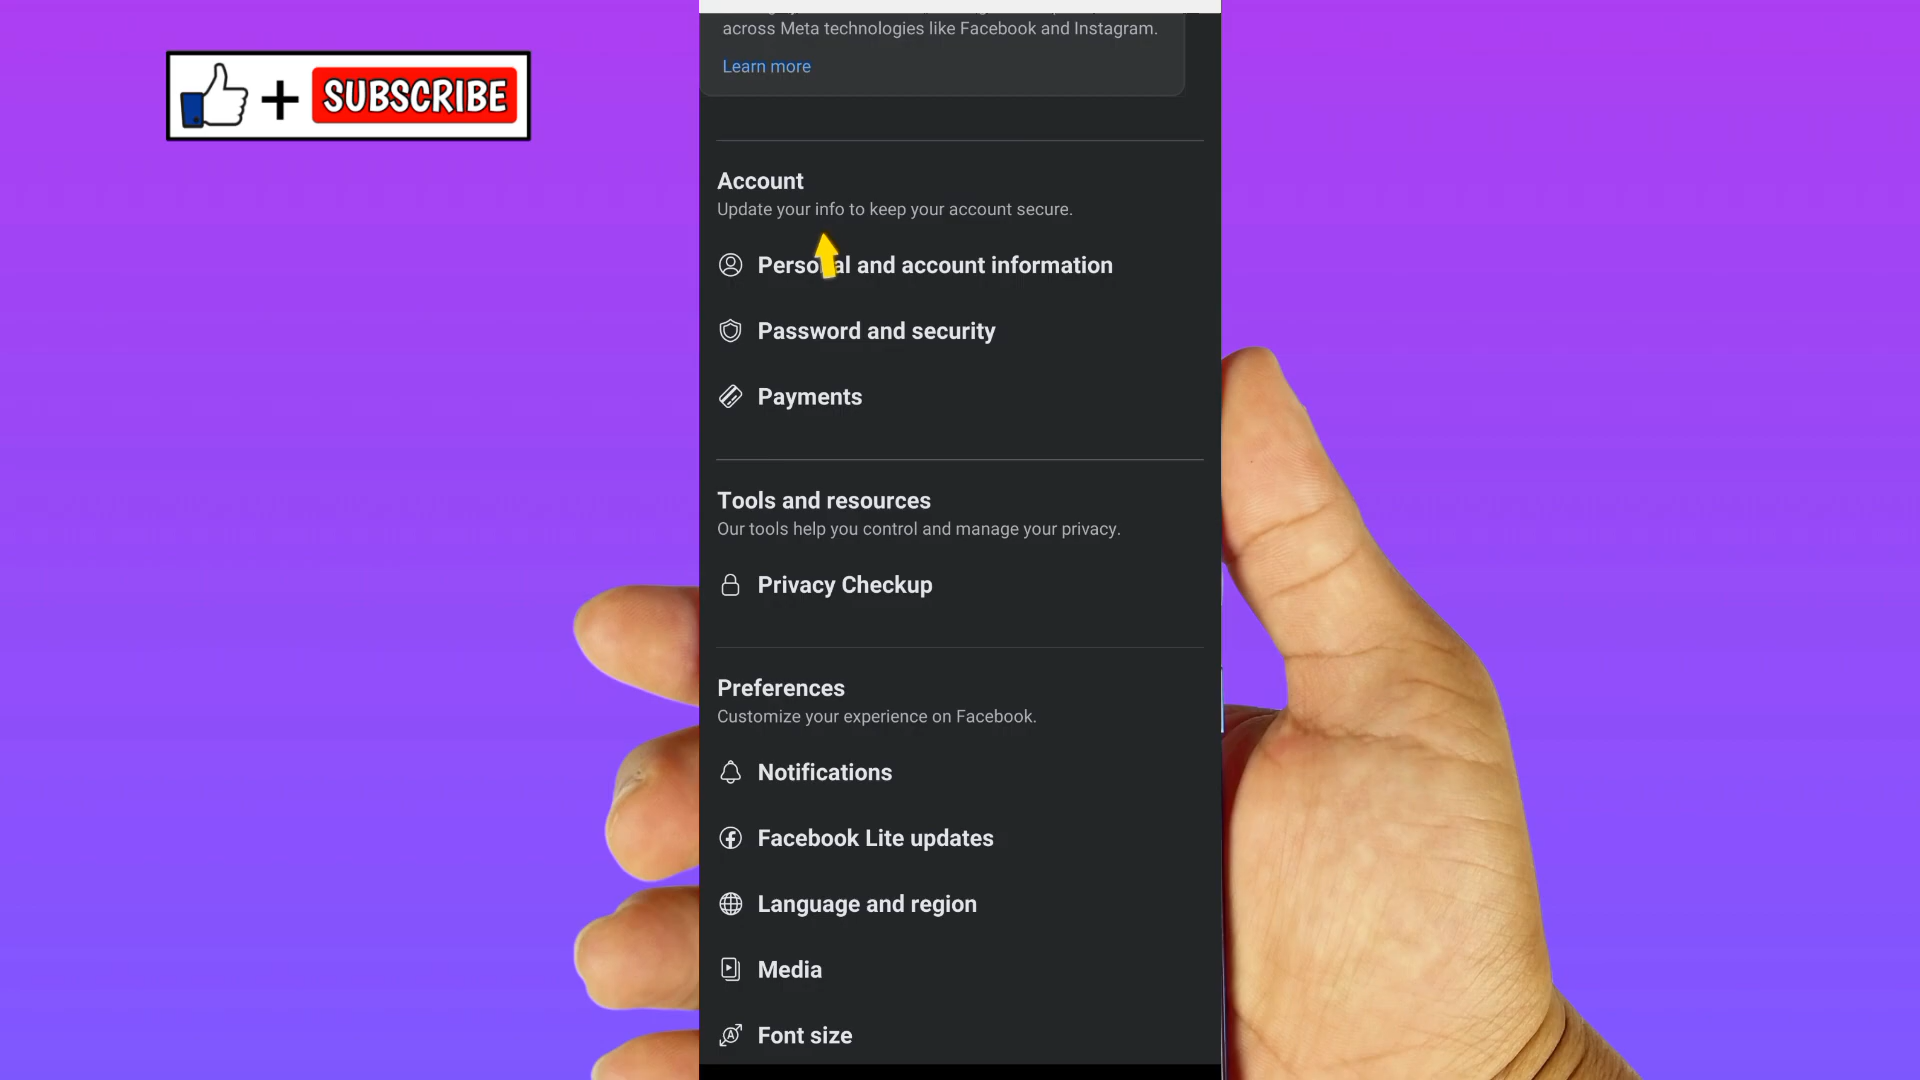 SUBSCRIBE
across Meta technologies like Facebook and Instagram.
Learn more
Account
Update your info to keep your account secure.
Personal and account information
Password and security
Payments
Tools and resources
Our tools help you control and manage your privacy.
Privacy Checkup
Preferences
Customize your experience on Facebook.
Notifications
Facebook Lite updates
Language and region
Media
Font size